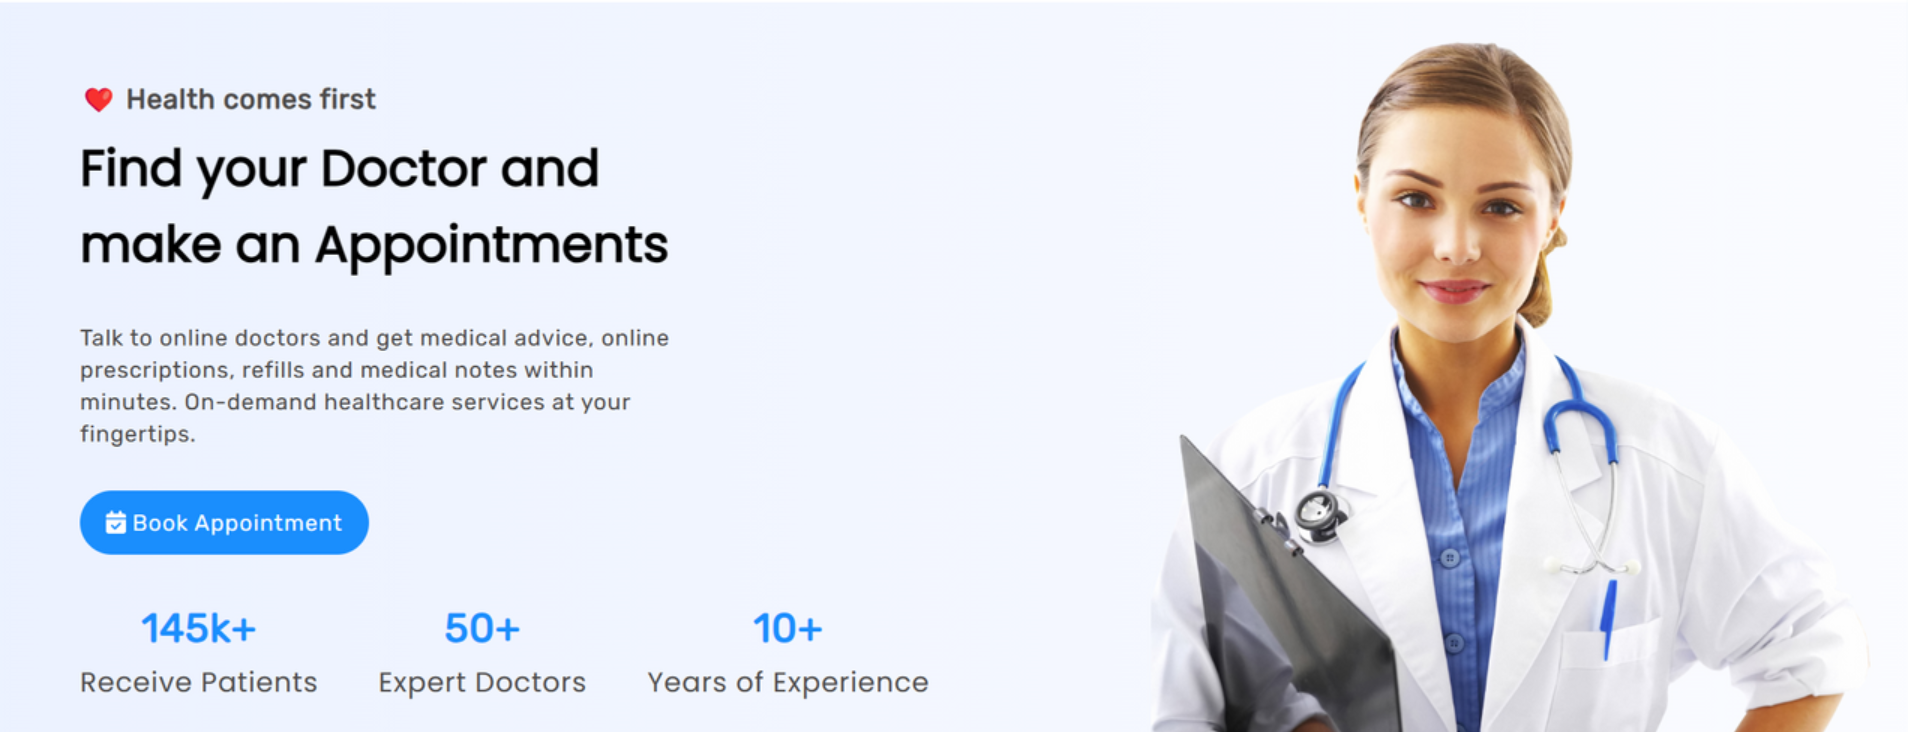 Health comes first
Find your Doctor and
make an Appointments
Talk to online doctors and get medical advice, online
prescriptions, refills and medical notes within
minutes. On-demand healthcare services at your
fingertips.
Book Appointment
145k+
Receive Patients
50+
Expert Doctors
10+
Years of Experience